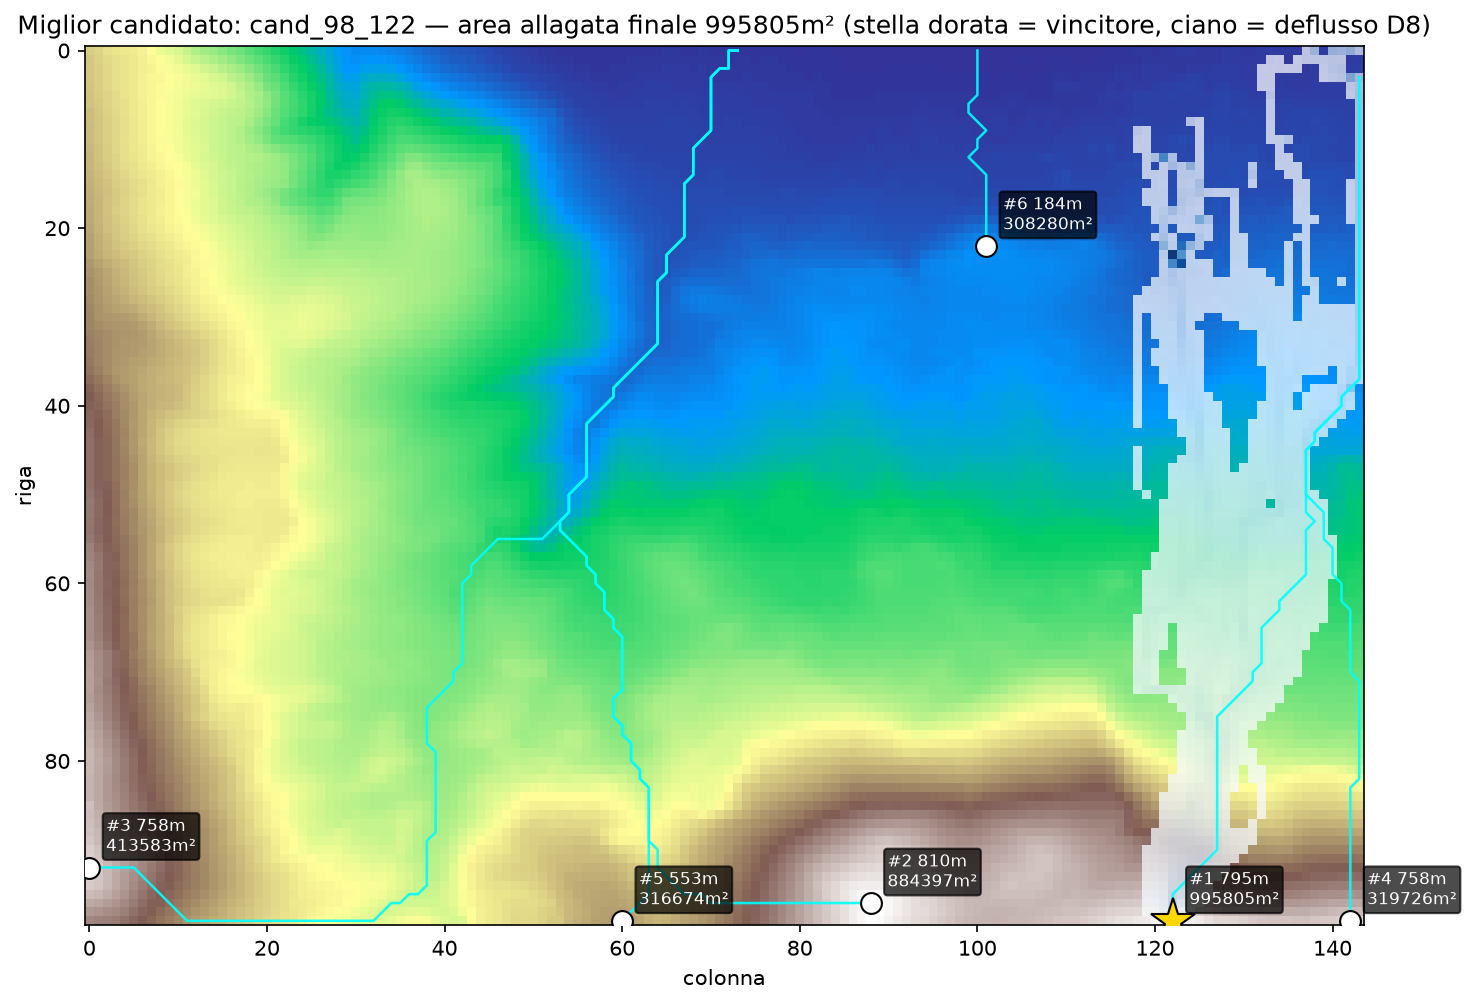 Miglior candidato: cand_98_122 — area allagata finale 995805m² (stella dorata = vincitore, ciano = deflusso D8)
0
20
40
60
80
riga
#6 184m
308280m²
#3 758m
413583m²
#5 553m
316674m²
#2 810m
884397m²
#1 795m
995805m²
#4 758m
319726m²
0 20 40 60 80 100 120 140
colonna